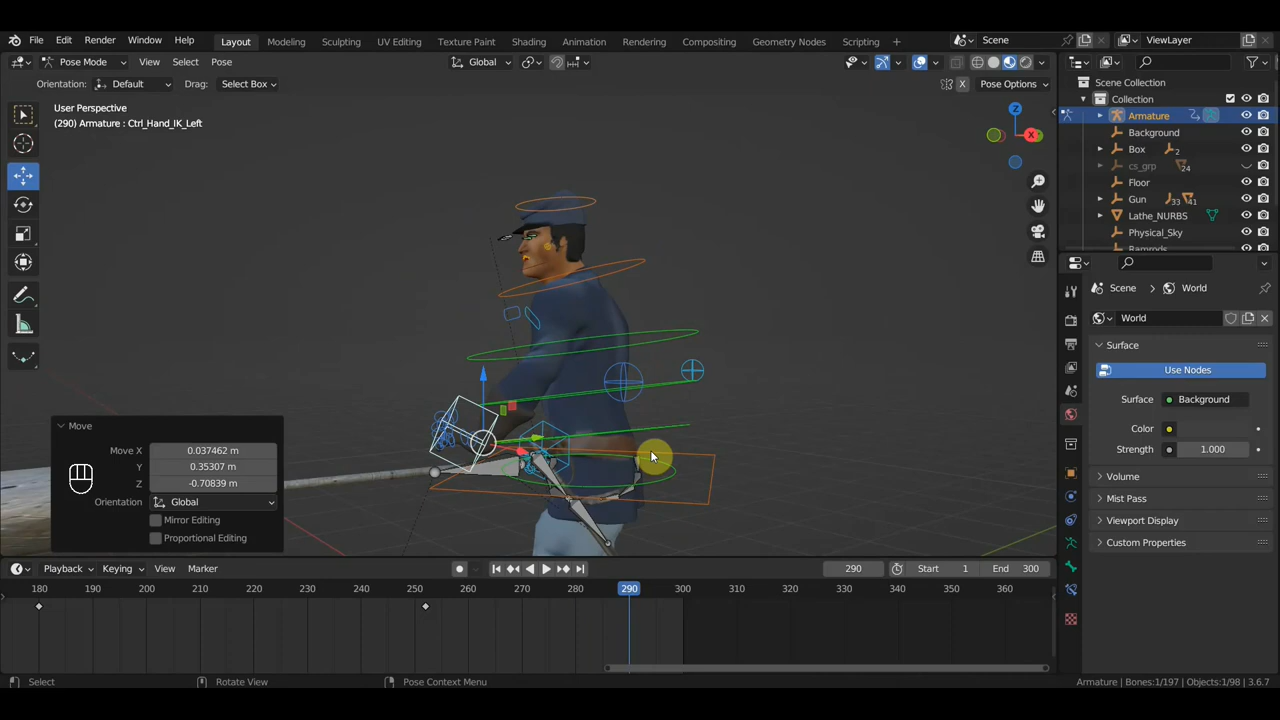 File Edit Render Window Help Layout Modeling Sculpting UV Editing Texture Paint Shading Animation Rendering Compositing Geometry Nodes Scripting + Scene ViewLayer
Pose Mode View Select Pose Global X Pose Options
Orientation: Default Drag: Select Box
User Perspective
(290) Armature : Ctrl_Hand_IK_Left
Z
X
Scene Collection
Collection
Armature
Background
Box 2
cs_grp 24
Floor
Gun 33 41
Lathe_NURBS
Physical_Sky
Ramrods
Scene World
World
Surface
Use Nodes
Surface Background
Color
Strength 1.000
Volume
Mist Pass
Viewport Display
Custom Properties
Move
Move X 0.037462 m
Y 0.35307 m
Z -0.70839 m
Orientation Global
Mirror Editing
Proportional Editing
Playback Keying View Marker 290 Start 1 End 300
180 190 200 210 220 230 240 250 260 270 280 290 300 310 320 330 340 350 360
Select Rotate View Pose Context Menu Armature | Bones:1/197 | Objects:1/98 | 3.6.7